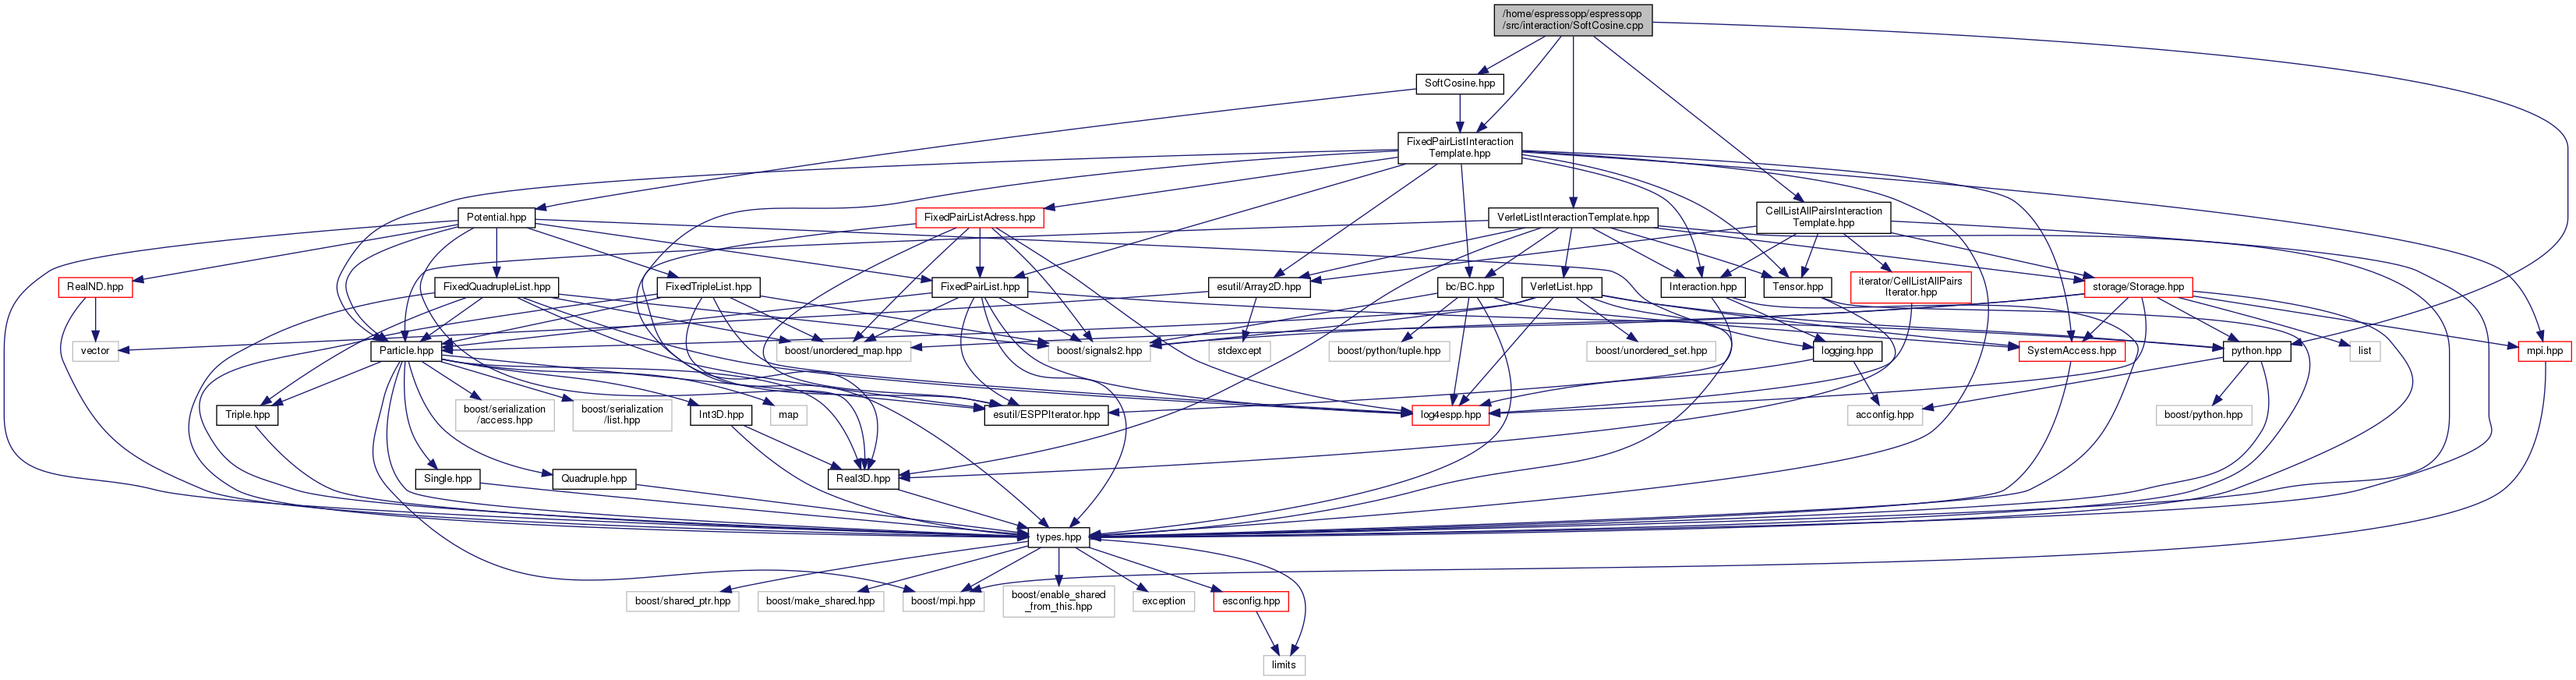 /home/espressopp/espressopp
/src/interaction/SoftCosine.cpp
SoftCosine.hpp
FixedPairListInteraction
Template.hpp
Potential.hpp
FixedPairListAdress.hpp
VerletListInteractionTemplate.hpp
CellListAllPairsInteraction
Template.hpp
RealND.hpp
FixedQuadrupleList.hpp
FixedTripleList.hpp
FixedPairList.hpp
esutil/Array2D.hpp
bc/BC.hpp
VerletList.hpp
Interaction.hpp
Tensor.hpp
iterator/CellListAllPairs
Iterator.hpp
storage/Storage.hpp
vector
Particle.hpp
boost/unordered_map.hpp
boost/signals2.hpp
stdexcept
boost/python/tuple.hpp
boost/unordered_set.hpp
logging.hpp
SystemAccess.hpp
python.hpp
list
mpi.hpp
Triple.hpp
boost/serialization
/access.hpp
boost/serialization
/list.hpp
Int3D.hpp
map
esutil/ESPPIterator.hpp
log4espp.hpp
acconfig.hpp
boost/python.hpp
Single.hpp
Quadruple.hpp
Real3D.hpp
types.hpp
boost/shared_ptr.hpp
boost/make_shared.hpp
boost/mpi.hpp
boost/enable_shared
_from_this.hpp
exception
esconfig.hpp
limits